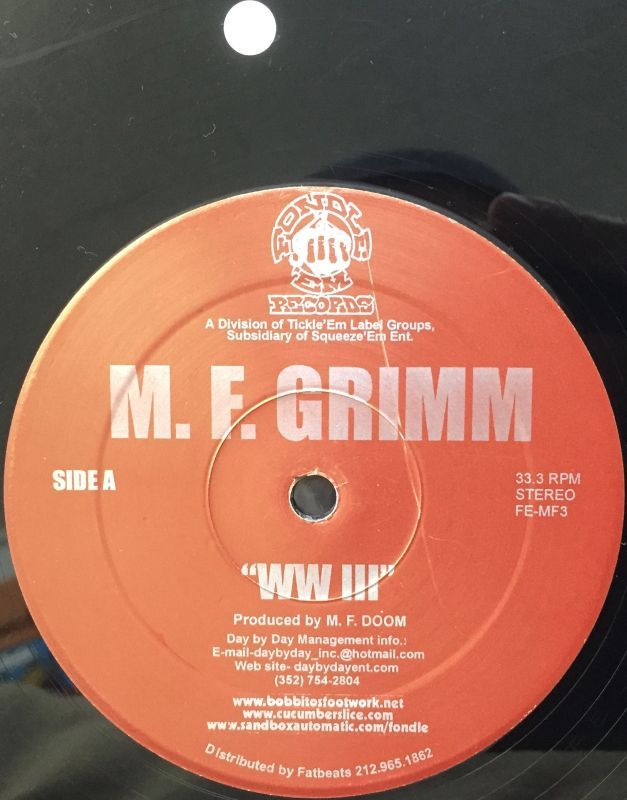 FONDLE
'EM
RECORDS
A Division of Tickle'Em Label Groups,
Subsidiary of Squeeze'Em Ent.
M. F. GRIMM
SIDE A
33.3 RPM
STEREO
FE-MF3
"WW III"
Produced by M. F. DOOM
Day by Day Management info.:
E-mail-daybyday_inc.@hotmail.com
Web site- daybydayent.com
(352) 754-2804
www.bobbitosfootwork.net
www.cucumberslice.com
www.sandboxautomatic.com/fondle
Distributed by Fatbeats 212.965.1862